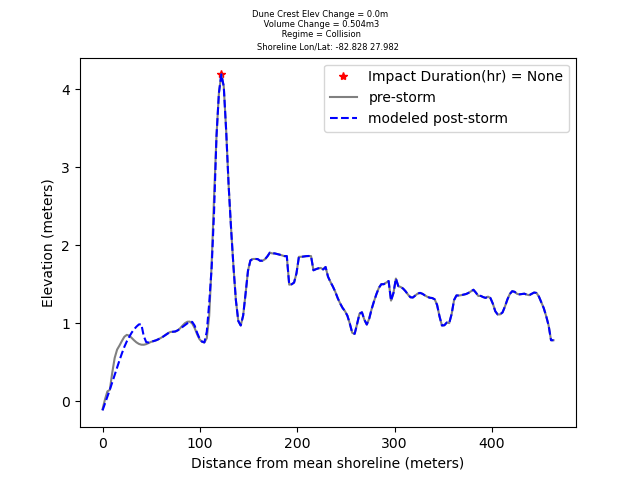 Dune Crest Elev Change = 0.0m
Volume Change = 0.504m3
Regime = Collision
Shoreline Lon/Lat: -82.828 27.982
Impact Duration(hr) = None
pre-storm
modeled post-storm
4
3
2
1
0
Elevation (meters)
0 100 200 300 400
Distance from mean shoreline (meters)